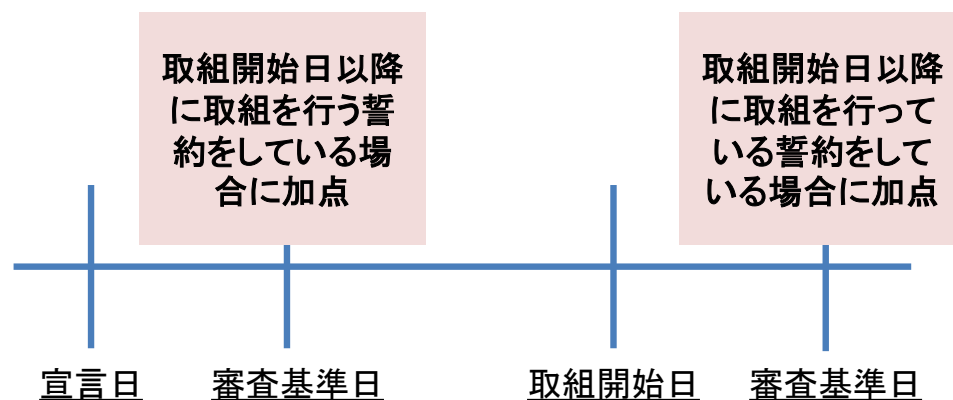 取組開始日以降
に取組を行う誓
約をしている場
合に加点
取組開始日以降
に取組を行って
いる誓約をして
いる場合に加点
宣言日
審査基準日
取組開始日
審査基準日